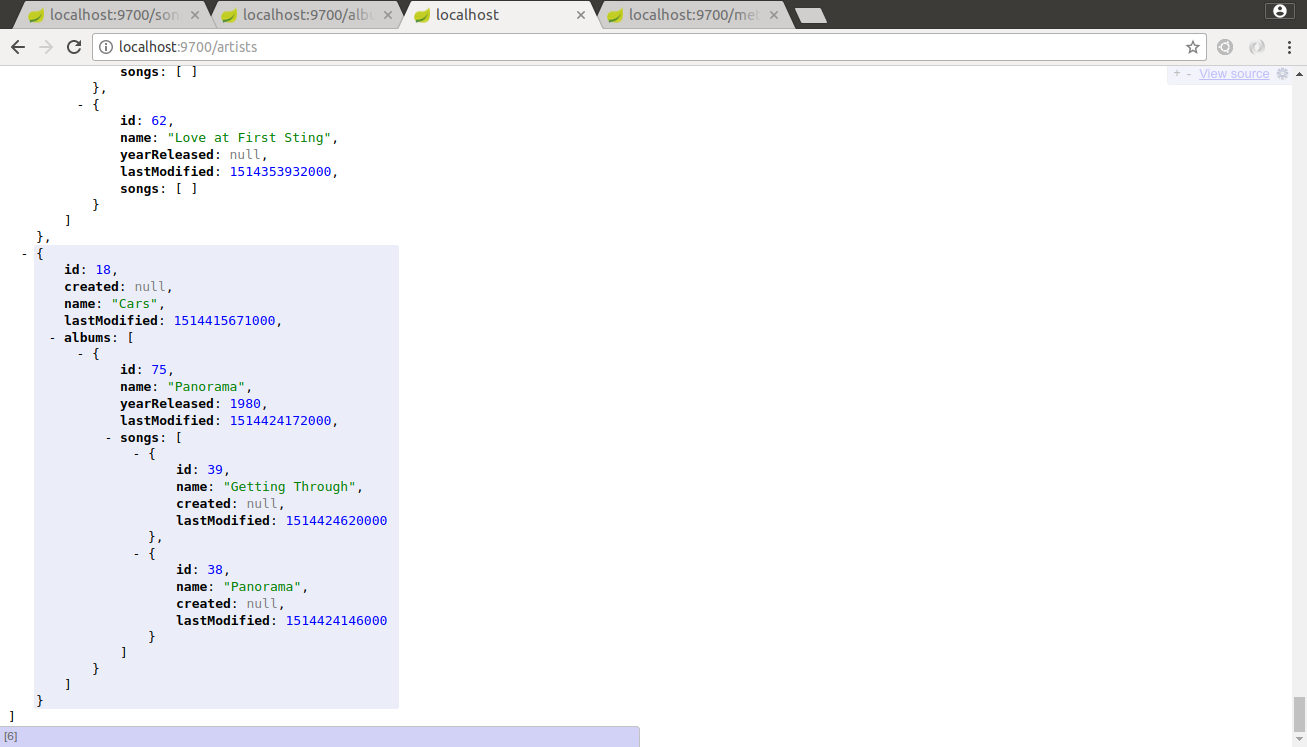 localhost:9700/son
localhost:9700/alb
localhost
localhost:9700/me
localhost:9700/artists
+ - View source
songs: [ ]
},
- {
id: 62,
name: "Love at First Sting",
yearReleased: null,
lastModified: 1514353932000,
songs: [ ]
}
]
},
- {
id: 18,
created: null,
name: "Cars",
lastModified: 1514415671000,
- albums: [
- {
id: 75,
name: "Panorama",
yearReleased: 1980,
lastModified: 1514424172000,
- songs: [
- {
id: 39,
name: "Getting Through",
created: null,
lastModified: 1514424620000
},
- {
id: 38,
name: "Panorama",
created: null,
lastModified: 1514424146000
}
]
}
]
}
]
[6]